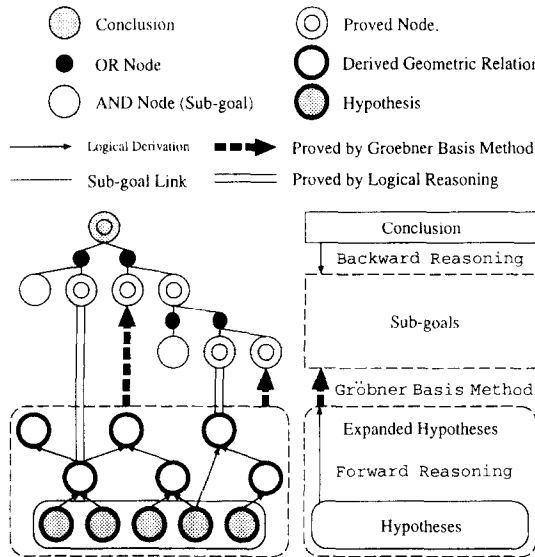 Conclusion
Proved Node.
OR Node
Derived Geometric Relation
AND Node (Sub-goal)
Hypothesis
Logical Derivation
Proved by Groebner Basis Method
Sub-goal Link
Proved by Logical Reasoning
Conclusion
Backward Reasoning
Sub-goals
Gröbner Basis Method
Expanded Hypotheses
Forward Reasoning
Hypotheses